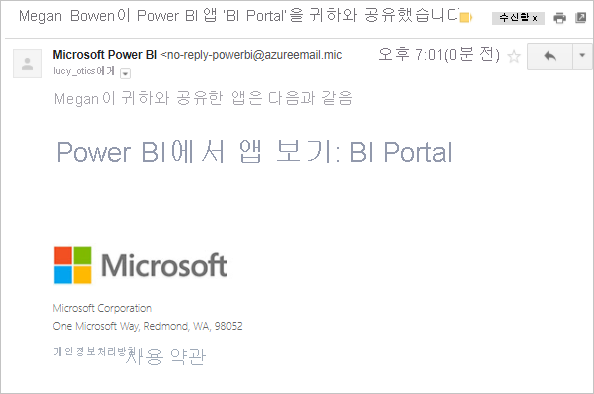 Megan Bowen이 Power BI 앱 'BI Portal'을 귀하와 공유했습니다
수신함 x
Microsoft Power BI <no-reply-powerbi@azureemail.mic 오후 7:01(0분 전)
lucy_otics에게
Megan이 귀하와 공유한 앱은 다음과 같음
Power BI에서 앱 보기: BI Portal
Microsoft
Microsoft Corporation
One Microsoft Way, Redmond, WA, 98052
개인정보처리방침 사용 약관